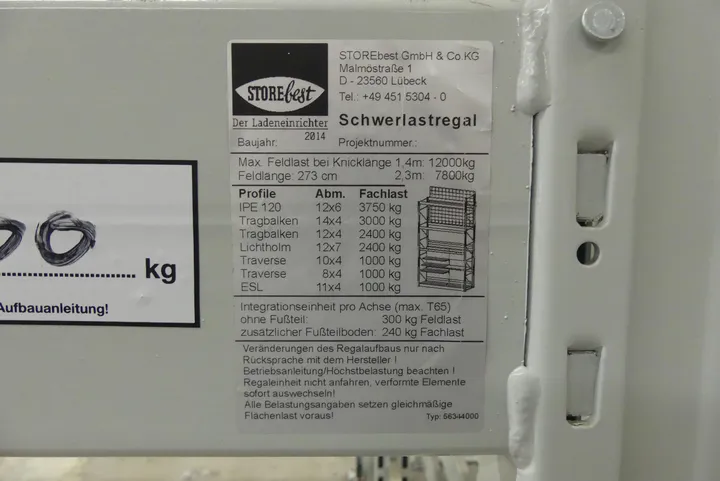 STOREbest
Der Ladeneinrichter
STOREbest GmbH & Co.KG
Malmöstraße 1
D - 23560 Lübeck
Tel.: +49 451 5304 - 0
Schwerlastregal
Baujahr: 2014 Projektnummer:
Max. Feldlast bei Knicklänge 1,4m: 12000kg
Feldlänge: 273 cm 2,3m: 7800kg
Profile Abm. Fachlast
IPE 120 12x6 3750 kg
Tragbalken 14x4 3000 kg
Tragbalken 12x4 2400 kg
Lichtholm 12x7 2400 kg
Traverse 10x4 1000 kg
Traverse 8x4 1000 kg
ESL 11x4 1000 kg
Integrationseinheit pro Achse (max. T65)
ohne Fußteil: 300 kg Feldlast
zusätzlicher Fußteilboden: 240 kg Fachlast
Veränderungen des Regalaufbaus nur nach
Rücksprache mit dem Hersteller !
Betriebsanleitung/Höchstbelastung beachten !
Regaleinheit nicht anfahren, verformte Elemente
sofort auswechseln!
Alle Belastungsangaben setzen gleichmäßige
Flächenlast voraus!
Typ: 56344000
kg
Aufbauanleitung!